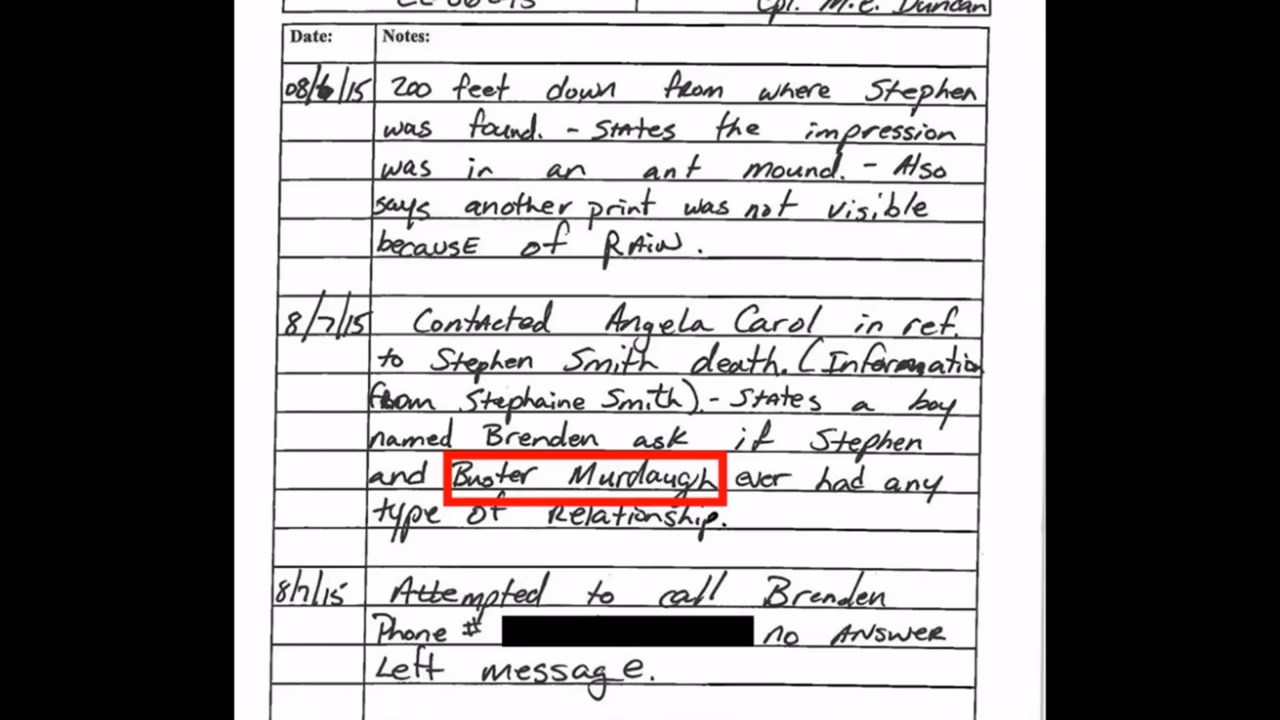 Cpl. M.E. Duncan
Date: Notes:
08/6/15 200 feet down from where Stephen
was found. - STATES the impression
was in an ant mound. - Also
says another print was not visible
becausE of RAiN.
8/7/15 ContActed Angela Carol in ref.
to Stephen Smith death. (Information
from Stephaine Smith). - STATES a boy
named Brenden ask if Stephen
and Buster Murdaugh ever had any
type of RElationship.
8/7/15 Attempted to call Brenden
Phone # no ANSWER
Left message.